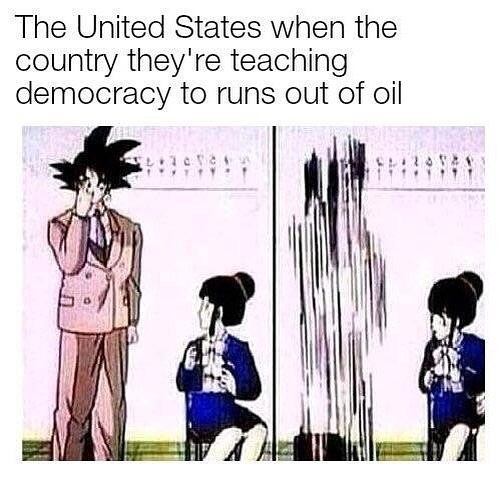 The United States when the
country they're teaching
democracy to runs out of oil